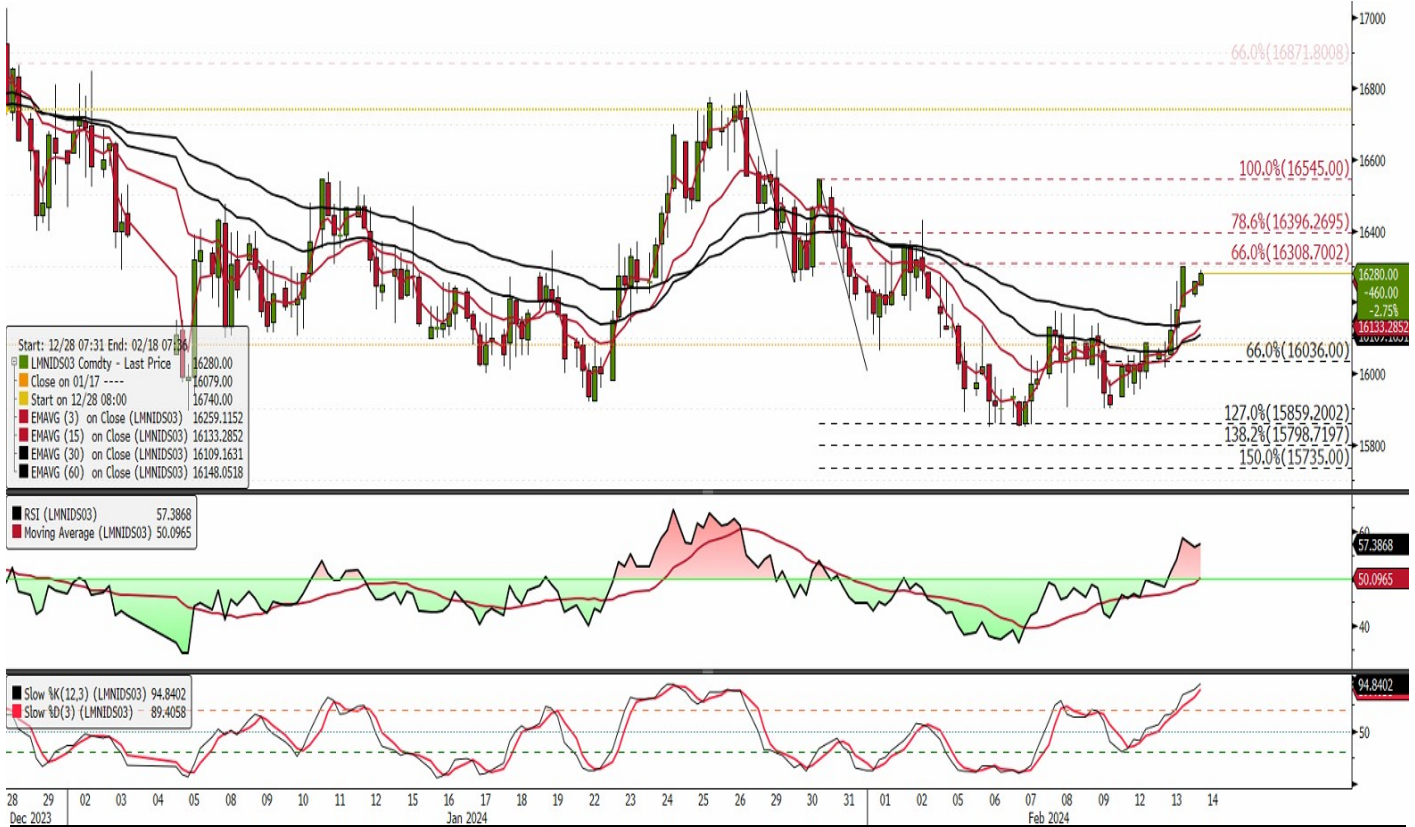 17000
66.0%(16871.8008)
16800
16600
100.0%(16545.00)
16400
78.6%(16396.2695)
66.0%(16308.7002)
16280.00
-460.00
-2.75%
16133.2852
66.0%(16036.00)
16000
127.0%(15859.2002)
15800
138.2%(15798.7197)
150.0%(15735.00)
Start: 12/28 07:31 End: 02/18 07:36
LMNIDS03 Comdty - Last Price 16280.00
Close on 01/17 ---- 16079.00
Start on 12/28 08:00 16740.00
EMAVG (3) on Close (LMNIDS03) 16259.1152
EMAVG (15) on Close (LMNIDS03) 16133.2852
EMAVG (30) on Close (LMNIDS03) 16109.1631
EMAVG (60) on Close (LMNIDS03) 16148.0518
RSI (LMNIDS03) 57.3868
Moving Average (LMNIDS03) 50.0965
60
57.3868
50.0965
40
Slow %K(12,3) (LMNIDS03) 94.8402
Slow %D(3) (LMNIDS03) 89.4058
94.8402
50
28 29 02 03 04 05 08 09 10 11 12 15 16 17 18 19 22 23 24 25 26 29 30 31 01 02 05 06 07 08 09 12 13 14
Dec 2023 Jan 2024 Feb 2024